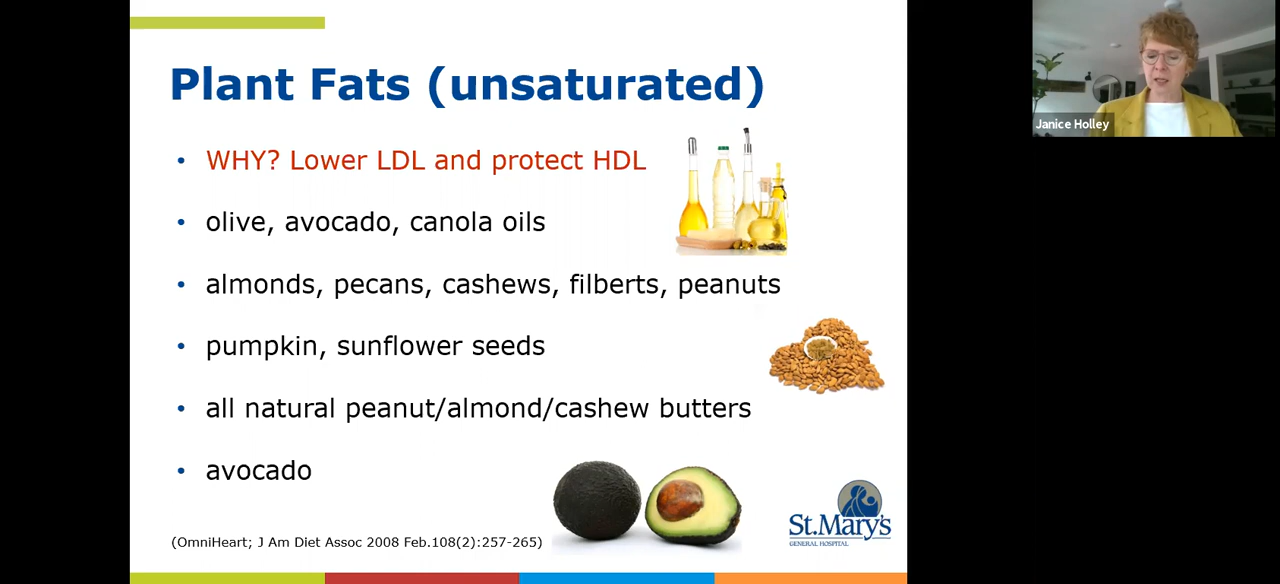 Plant Fats (unsaturated)
WHY? Lower LDL and protect HDL
olive, avocado, canola oils
almonds, pecans, cashews, filberts, peanuts
pumpkin, sunflower seeds
all natural peanut/almond/cashew butters
avocado
(OmniHeart; J Am Diet Assoc 2008 Feb.108(2):257-265)
St.Mary's
GENERAL HOSPITAL
Janice Holley